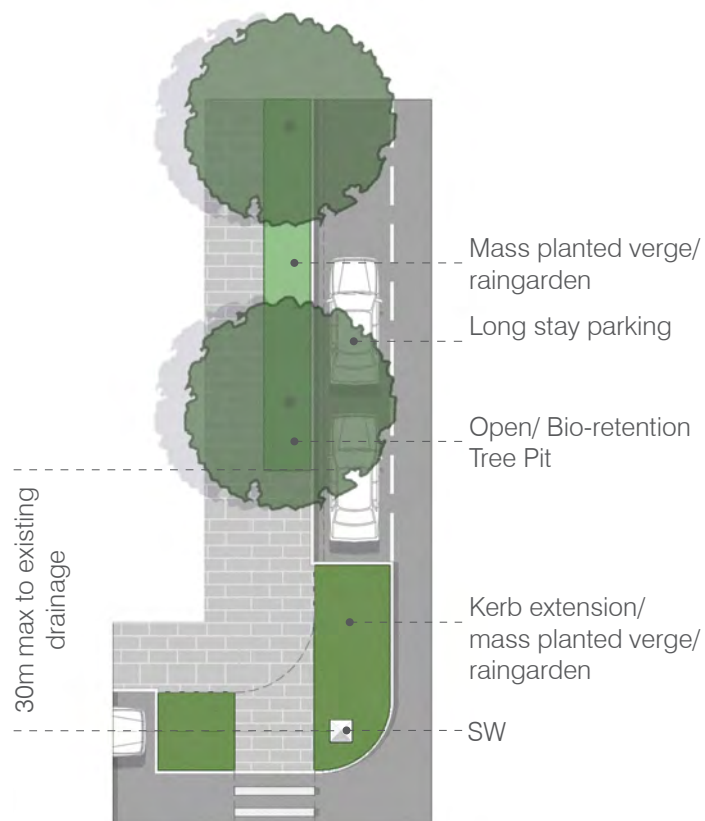 Mass planted verge/
raingarden
Long stay parking
Open/ Bio-retention
Tree Pit
30m max to existing
drainage
Kerb extension/
mass planted verge/
raingarden
SW